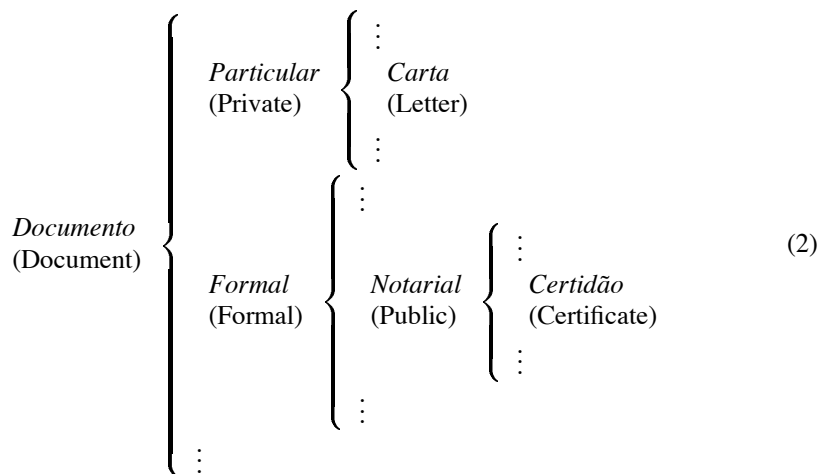 ⋮
Particular
(Private)
Carta
(Letter)
⋮
Documento
(Document)
⋮
Formal
(Formal)
Notarial
(Public)
⋮
Certidão
(Certificate)
⋮
(2)
⋮
⋮